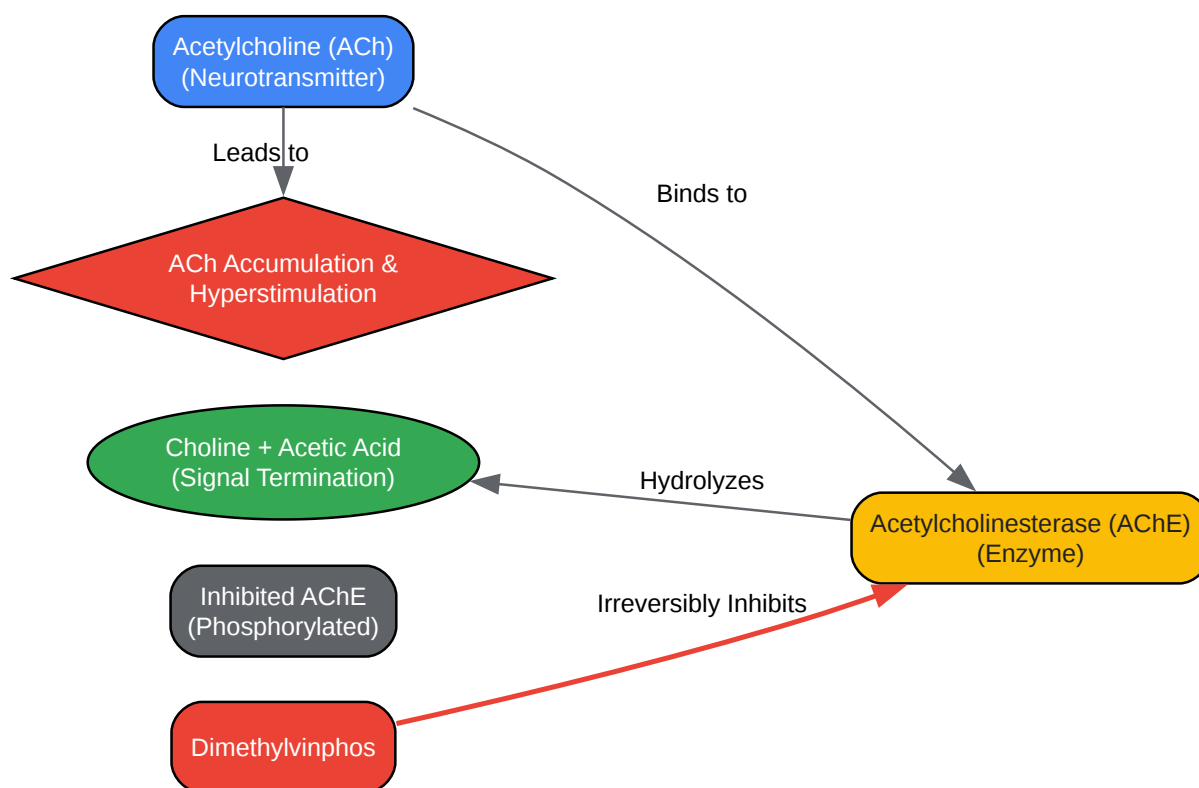 Acetylcholine (ACh)
(Neurotransmitter)
Leads to
Binds to
ACh Accumulation &
Hyperstimulation
Choline + Acetic Acid
(Signal Termination)
Hydrolyzes
Acetylcholinesterase (AChE)
(Enzyme)
Inhibited AChE
(Phosphorylated)
Irreversibly Inhibits
Dimethylvinphos